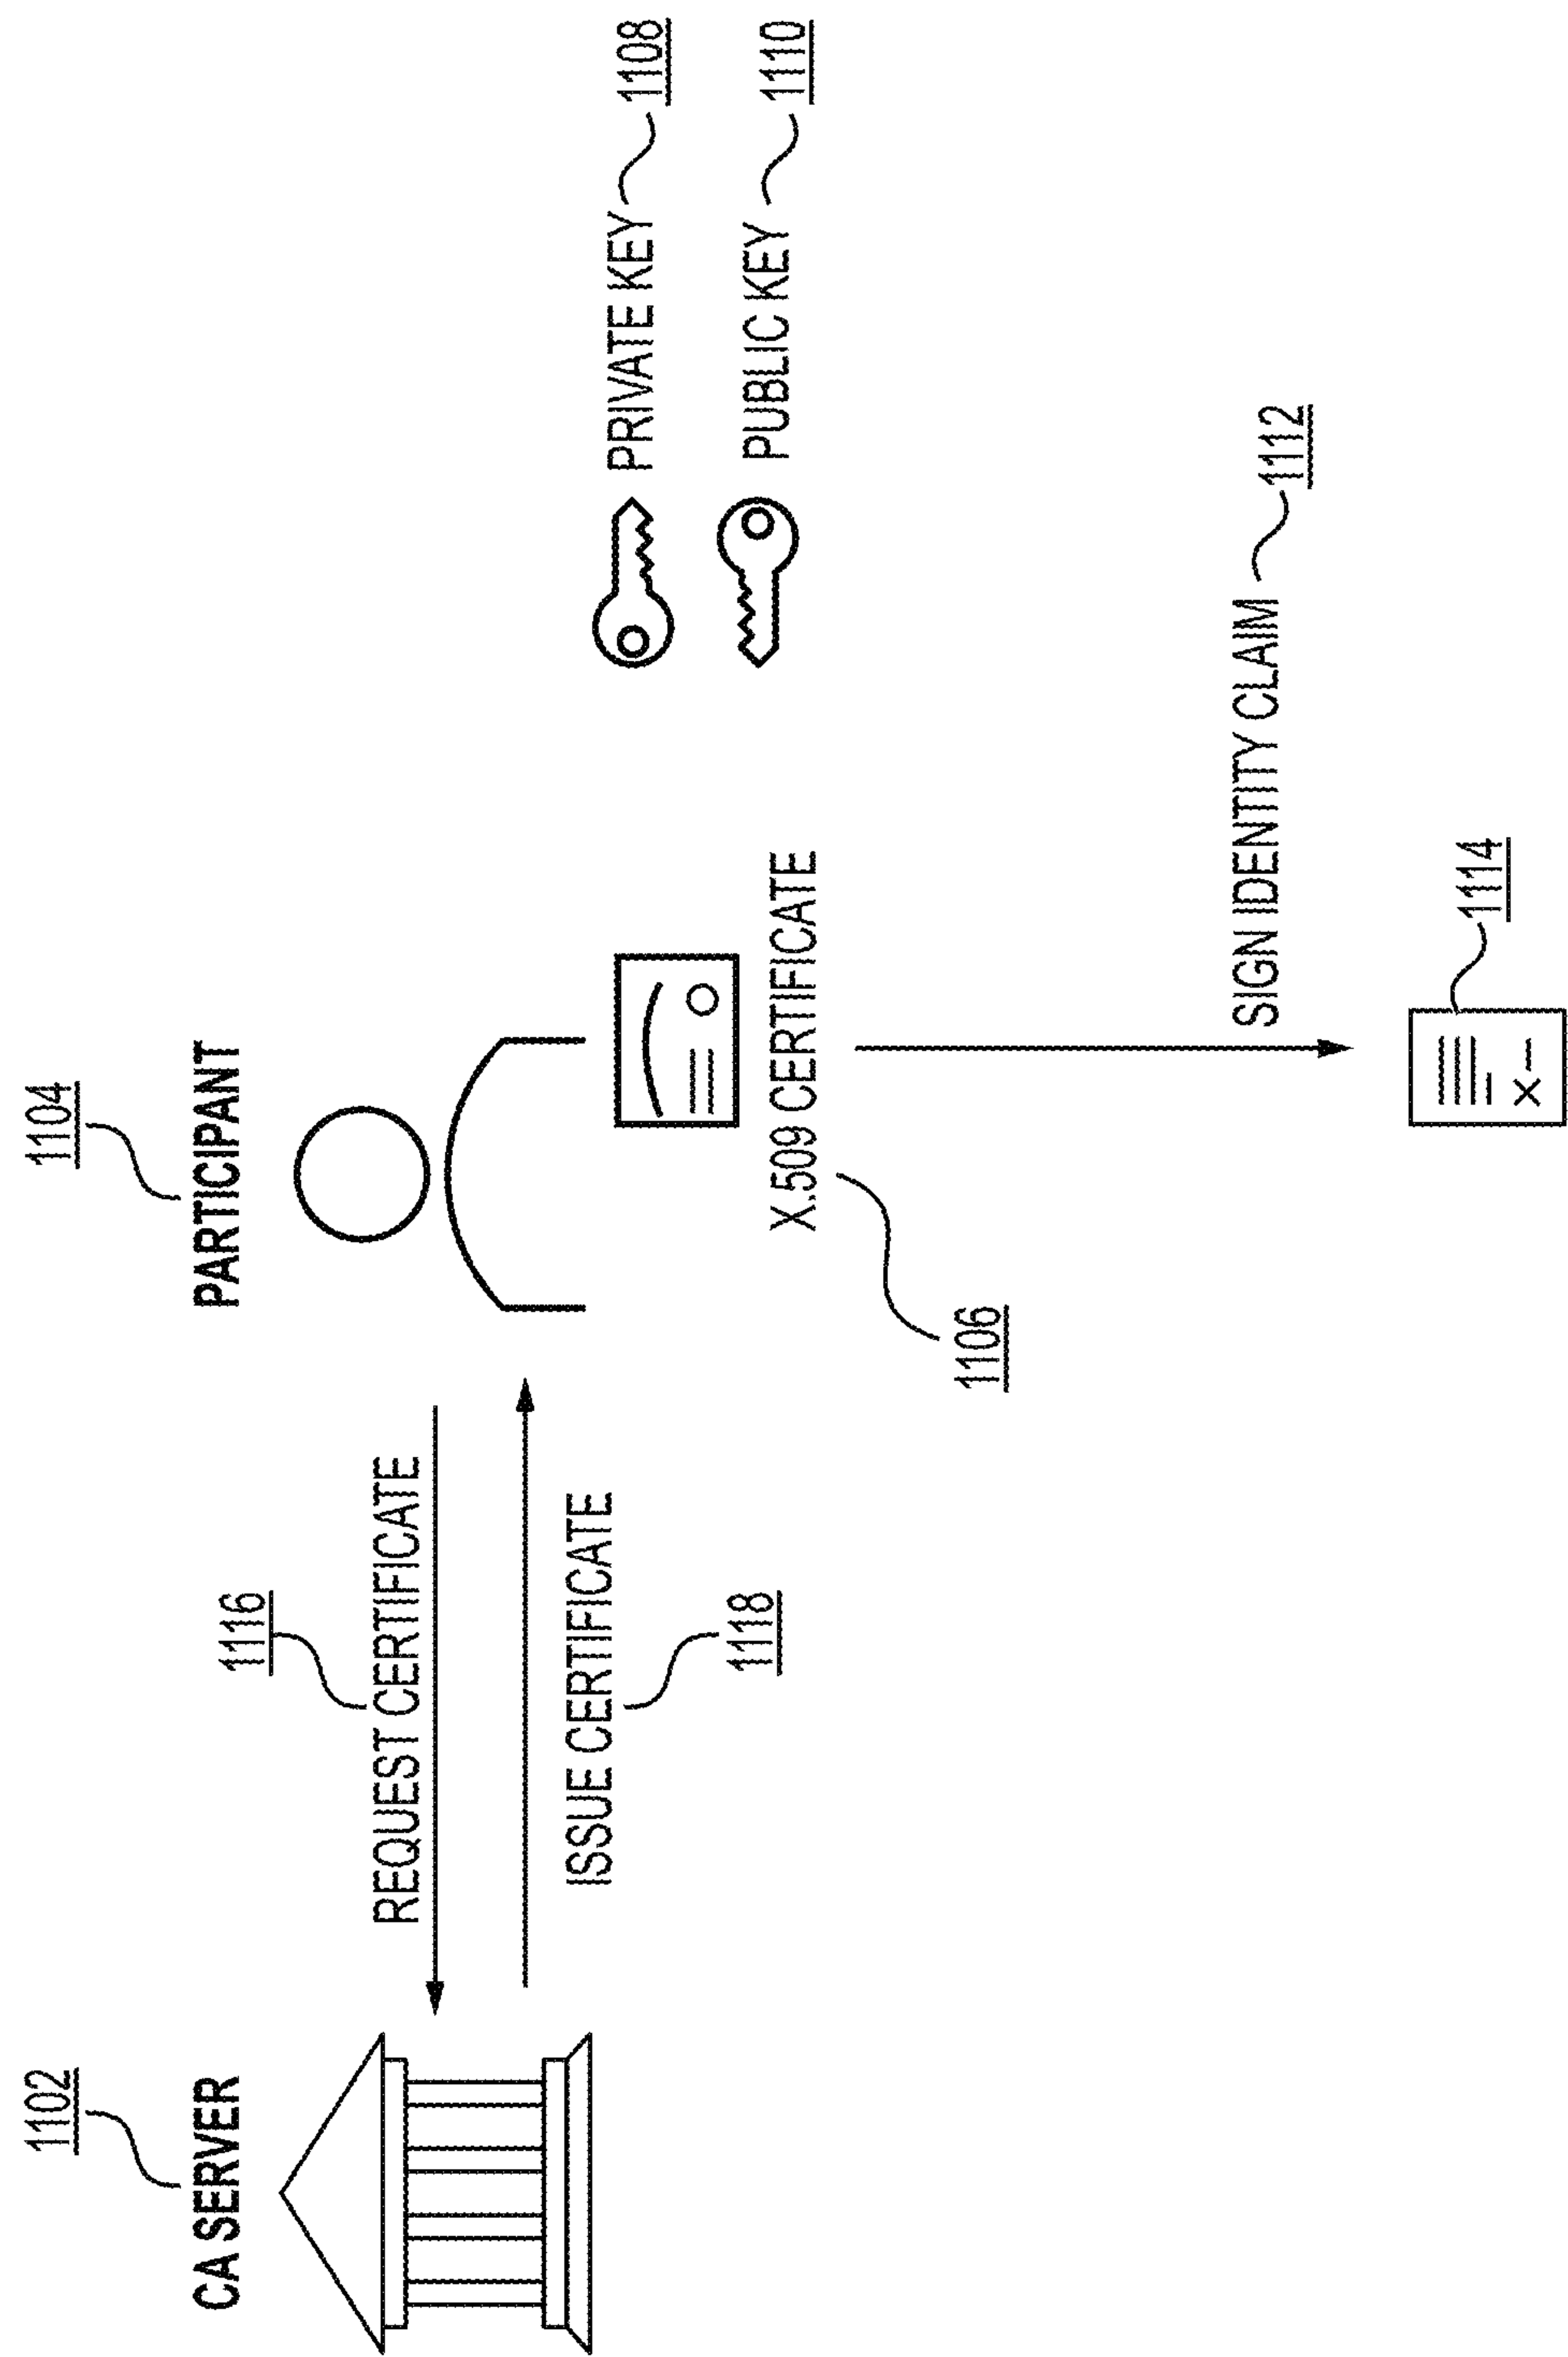 1102
CA SERVER
1104
PARTICIPANT
1116
REQUEST CERTIFICATE
ISSUE CERTIFICATE
1118
PRIVATE KEY
1108
PUBLIC KEY
1110
X.509 CERTIFICATE
1106
SIGN IDENTITY CLAIM
1112
1114
X